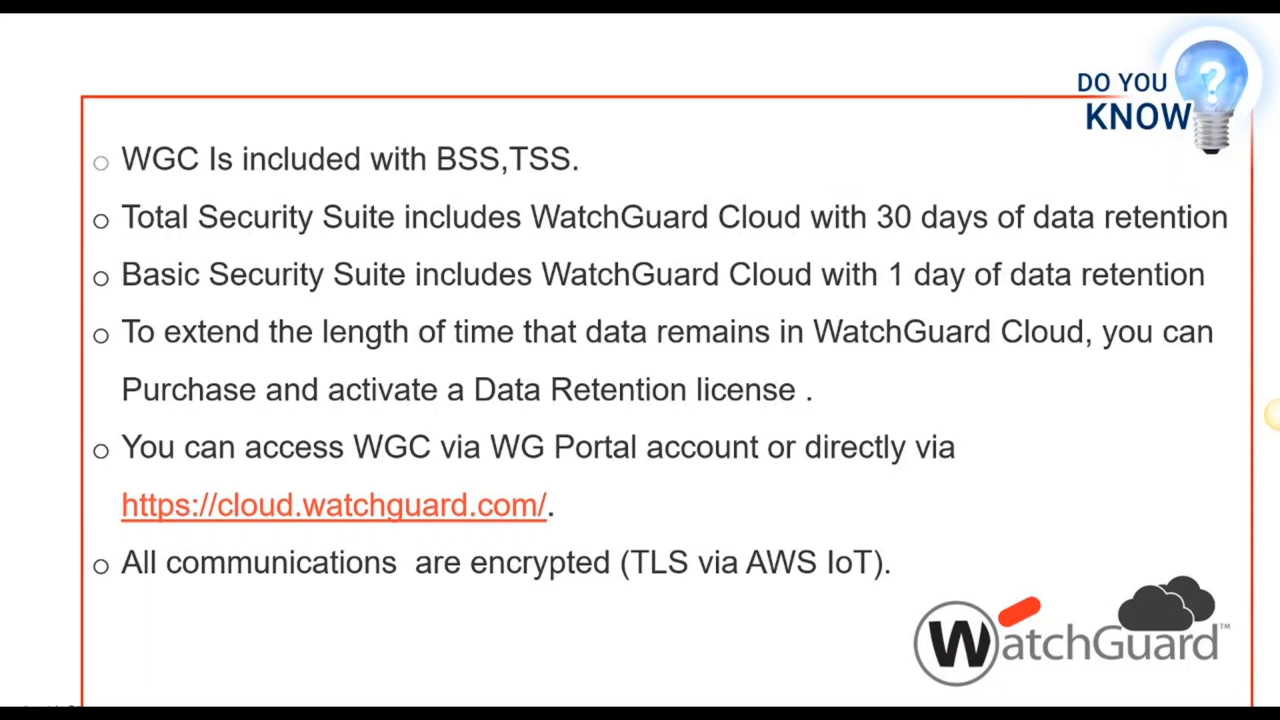 DO YOU
KNOW
?
WGC Is included with BSS,TSS.
Total Security Suite includes WatchGuard Cloud with 30 days of data retention
Basic Security Suite includes WatchGuard Cloud with 1 day of data retention
To extend the length of time that data remains in WatchGuard Cloud, you can
Purchase and activate a Data Retention license .
You can access WGC via WG Portal account or directly via
https://cloud.watchguard.com/.
All communications  are encrypted (TLS via AWS IoT).
WatchGuard™